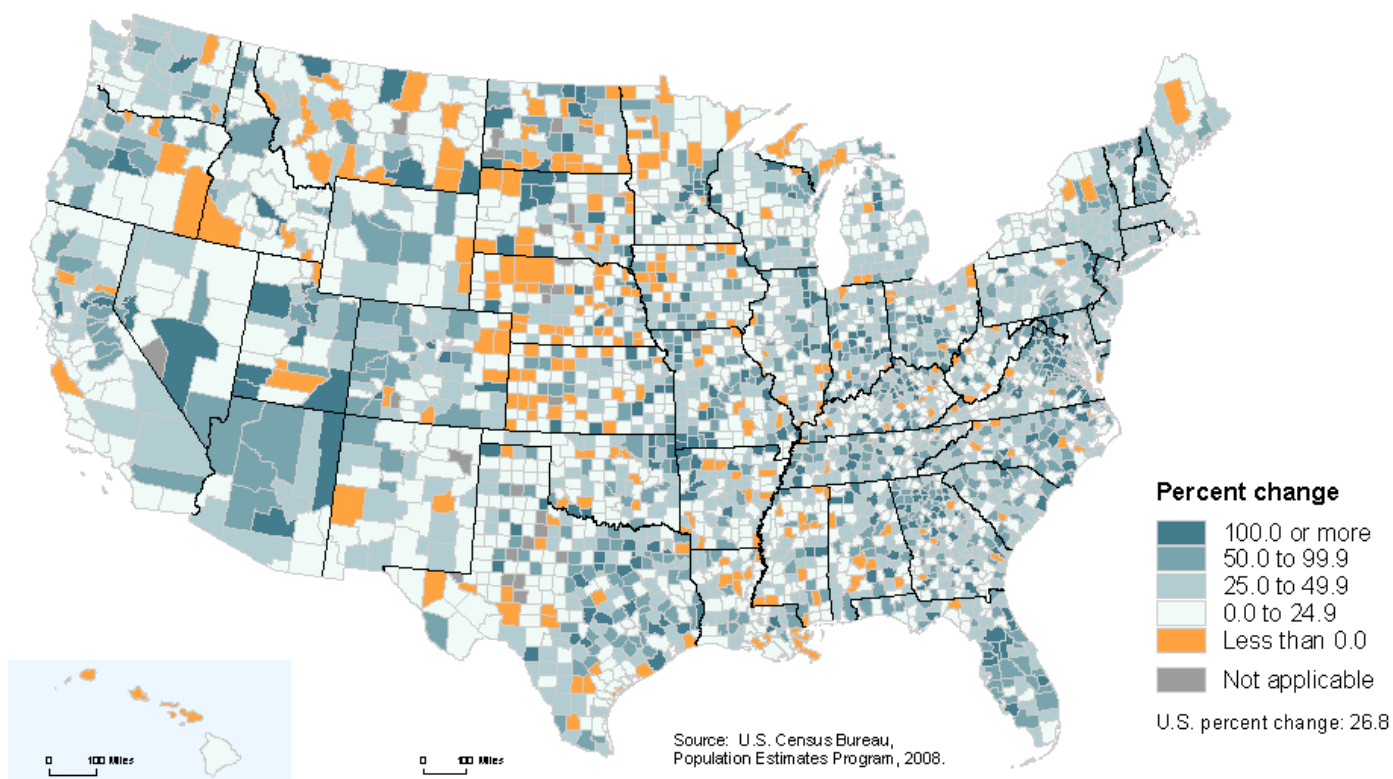 Percent change
100.0 or more
50.0 to 99.9
25.0 to 49.9
0.0 to 24.9
Less than 0.0
Not applicable
U.S. percent change: 26.8
Source: U.S. Census Bureau,
Population Estimates Program, 2008.
0 100 Miles
0 100 Miles